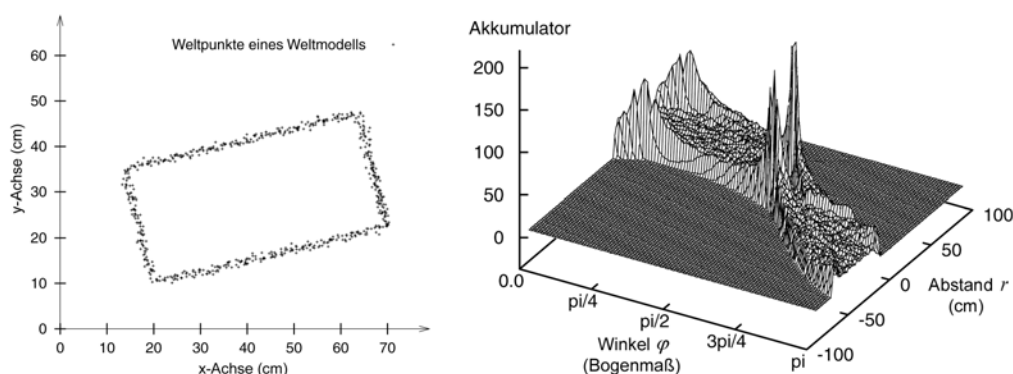 Weltpunkte eines Weltmodells
60
50
40
30
20
10
0
y-Achse (cm)
0 10 20 30 40 50 60 70
x-Achse (cm)
Akkumulator
200
150
100
50
0
0.0
pi/4
pi/2
3pi/4
pi
Winkel φ
(Bogenmaß)
100
50
0
-50
-100
Abstand r
(cm)